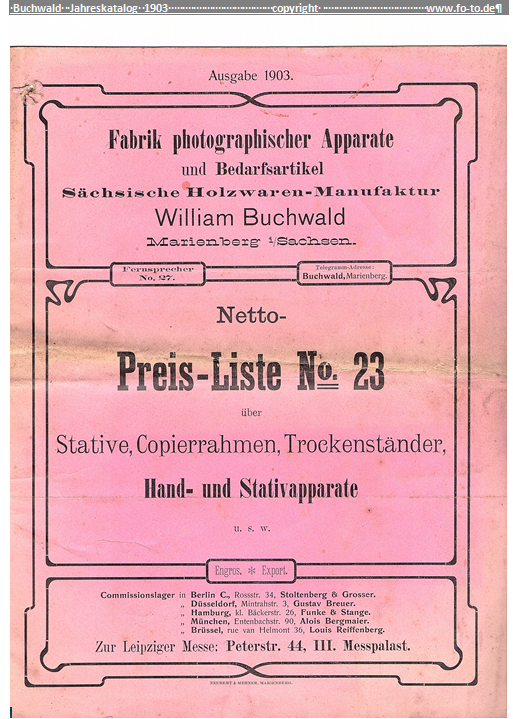 ·Buchwald··Jahreskatalog·1903·····copyright·····www.fo-to.de¶
Ausgabe 1903.
Fabrik photographischer Apparate
und Bedarfsartikel
Sächsische Holzwaren-Manufaktur
William Buchwald
Marienberg i/Sachsen.
Fernsprecher
No. 27.
Telegramm-Adresse:
Buchwald, Marienberg.
Netto-
Preis-Liste No. 23
über
Stative, Copierrahmen, Trockenständer,
Hand- und Stativapparate
u. s. w.
Engros. * Export.
Commissionslager in Berlin C., Rossstr. 34, Stoltenberg & Grosser.
„ Düsseldorf, Mintrahstr. 3, Gustav Breuer.
„ Hamburg, kl. Bäckerstr. 26, Funke & Stange.
„ München, Entenbachstr. 90, Alois Bergmaier.
„ Brüssel, rue van Helmont 36, Louis Reiffenberg.
Zur Leipziger Messe: Peterstr. 44, III. Messpalast.
MARIENBERG.